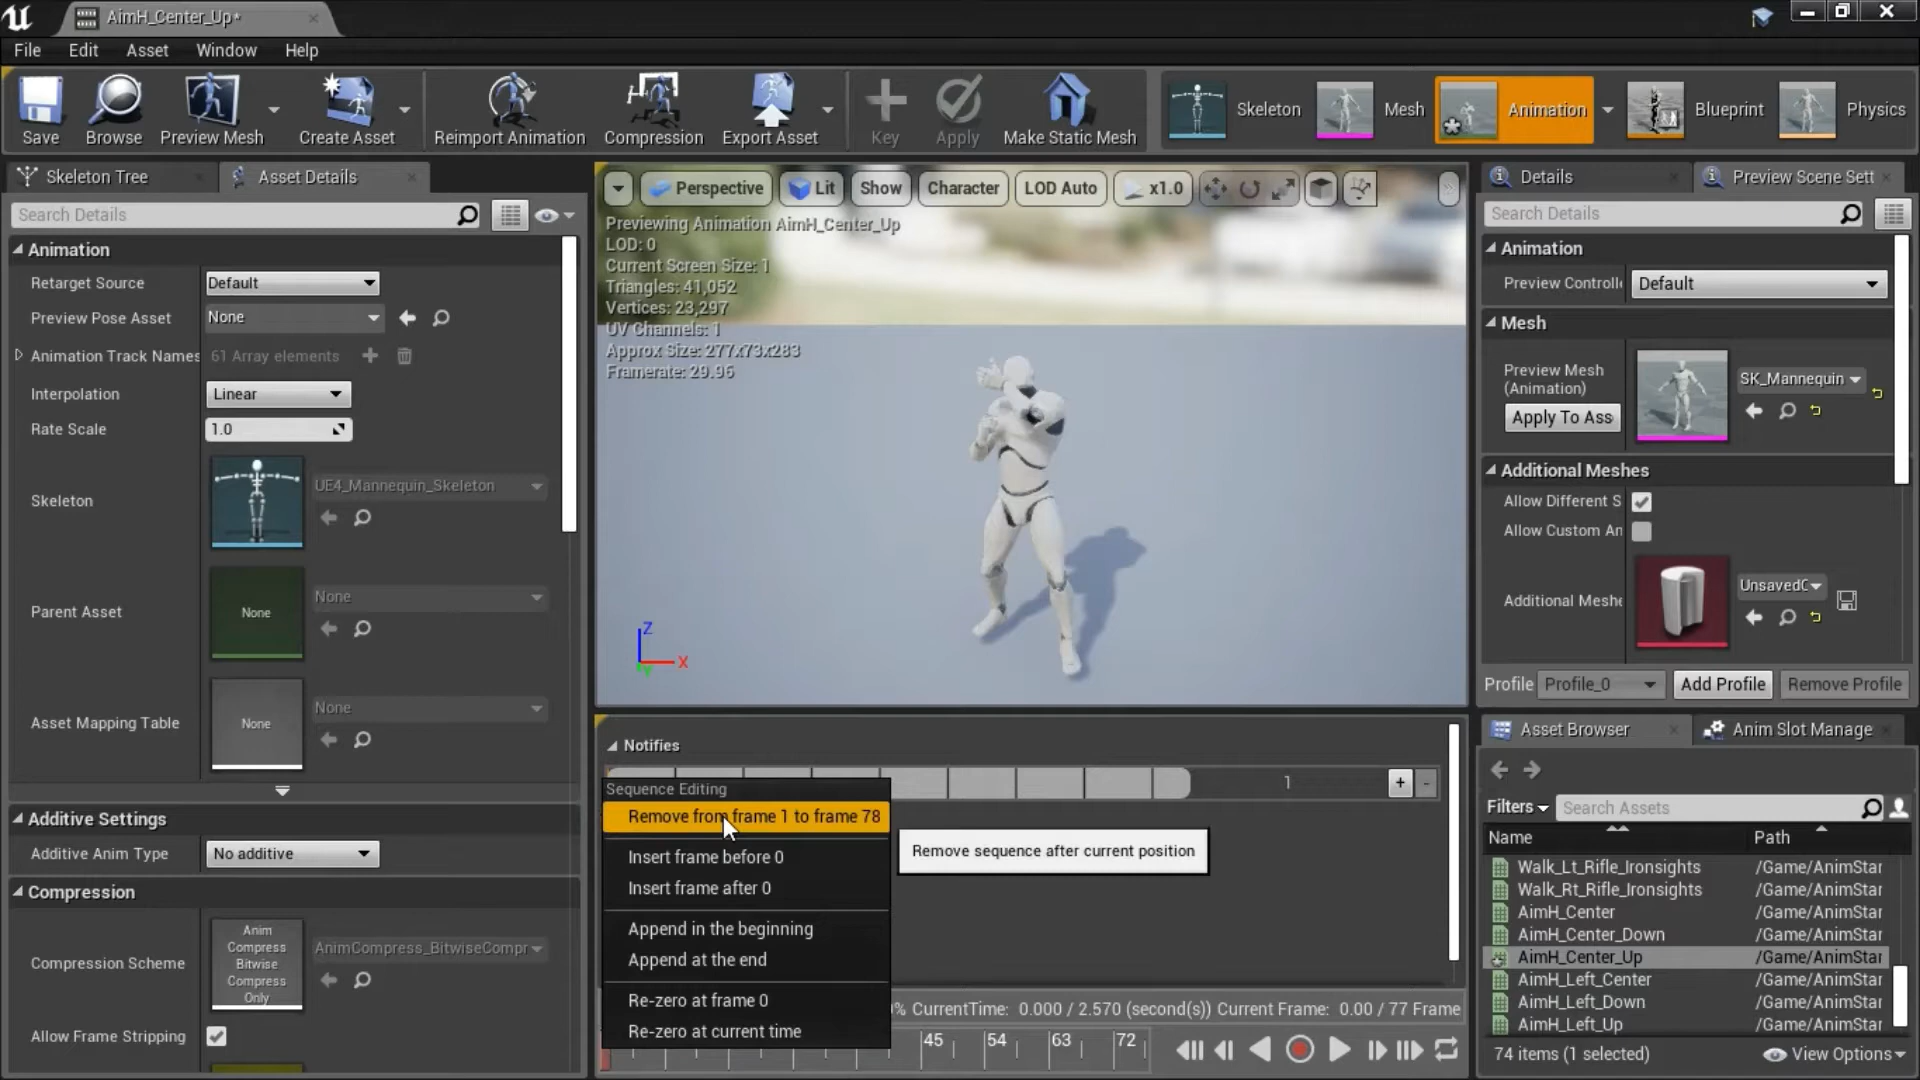 AimH_Center_Up*
File Edit Asset Window Help
Save Browse Preview Mesh Create Asset Reimport Animation Compression Export Asset Key Apply Make Static Mesh Skeleton Mesh Animation Blueprint Physics
Skeleton Tree
Asset Details
Search Details
Animation
Retarget Source Default
Preview Pose Asset None
Animation Track Names 61 Array elements
Interpolation Linear
Rate Scale 1.0
Skeleton UE4_Mannequin_Skeleton
Parent Asset None None
Asset Mapping Table None None
Additive Settings
Additive Anim Type No additive
Compression
Compression Scheme
Anim
Compress
Bitwise
Compress
Only
AnimCompress_BitwiseCompr
Allow Frame Stripping
Perspective Lit Show Character LOD Auto x1.0
Previewing Animation AimH_Center_Up
LOD: 0
Current Screen Size: 1
Triangles: 41,052
Vertices: 23,297
UV Channels: 1
Approx Size: 277x73x283
Framerate: 29.96
Z
X
Y
Notifies
1 + -
Sequence Editing
Remove from frame 1 to frame 78
Remove sequence after current position
Insert frame before 0
Insert frame after 0
Append in the beginning
Append at the end
Re-zero at frame 0
Re-zero at current time
% CurrentTime: 0.000 / 2.570 (second(s)) Current Frame: 0.00 / 77 Frame
45 54 63 72
Details
Preview Scene Sett
Search Details
Animation
Preview Controlle Default
Mesh
Preview Mesh
(Animation)
Apply To Ass
SK_Mannequin
Additional Meshes
Allow Different S
Allow Custom An
Additional Meshe UnsavedC
Profile Profile_0 Add Profile Remove Profile
Asset Browser
Anim Slot Manage
Filters Search Assets
Name Path
Walk_Lt_Rifle_Ironsights /Game/AnimStar
Walk_Rt_Rifle_Ironsights /Game/AnimStar
AimH_Center /Game/AnimStar
AimH_Center_Down /Game/AnimStar
AimH_Center_Up /Game/AnimStar
AimH_Left_Center /Game/AnimStar
AimH_Left_Down /Game/AnimStar
AimH_Left_Up /Game/AnimStar
74 items (1 selected) View Options